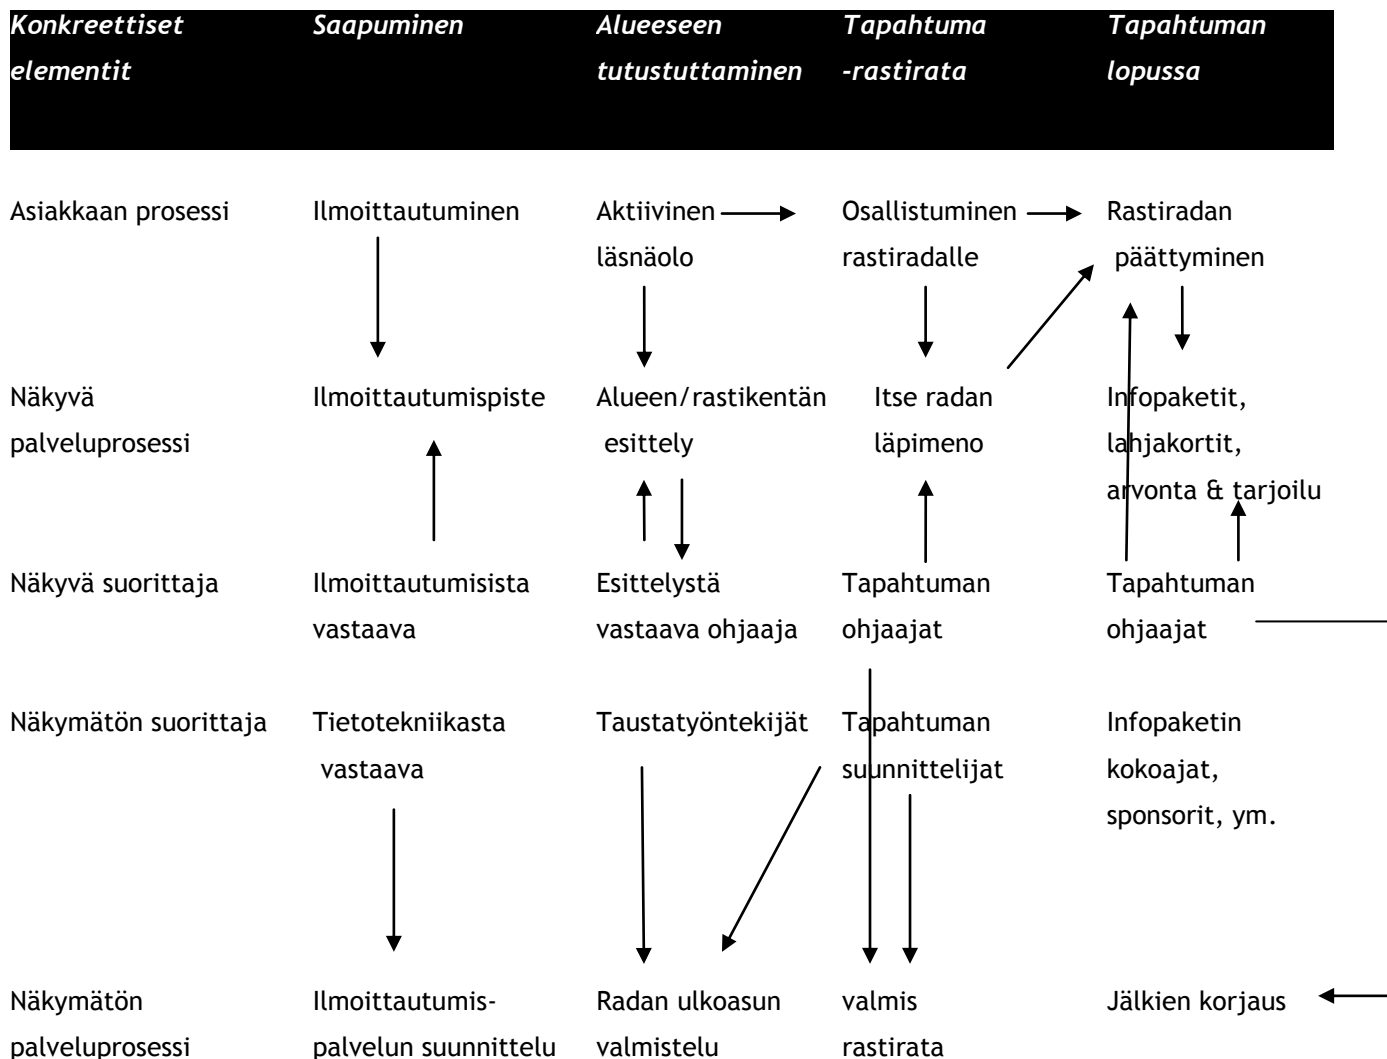 Konkreettiset Saapuminen Alueeseen Tapahtuma Tapahtuman
elementit tutustuttaminen -rastirata lopussa
Asiakkaan prosessi Ilmoittautuminen Aktiivinen Osallistuminen Rastiradan
läsnäolo rastiradalle päättyminen
Näkyvä Ilmoittautumispiste Alueen/rastikentän Itse radan Infopaketit,
palveluprosessi esittely läpimeno lahjakortit,
arvonta & tarjoilu
Näkyvä suorittaja Ilmoittautumisista Esittelystä Tapahtuman Tapahtuman
vastaava vastaava ohjaaja ohjaajat ohjaajat
Näkymätön suorittaja Tietotekniikasta Taustatyöntekijät Tapahtuman Infopaketin
vastaava suunnittelijat kokoajat,
sponsorit, ym.
Näkymätön Ilmoittautumis- Radan ulkoasun valmis Jälkien korjaus
palveluprosessi palvelun suunnittelu valmistelu rastirata